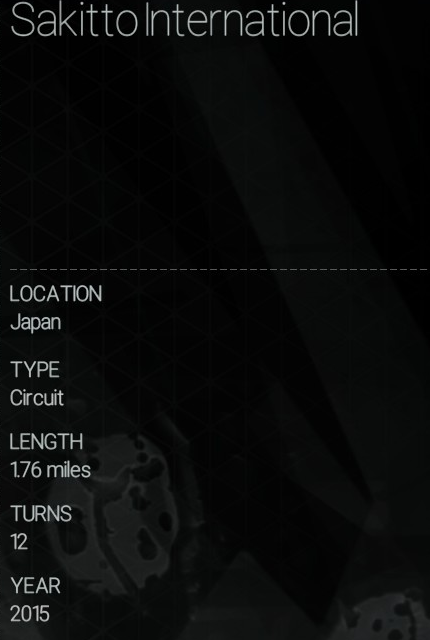 Sakitto International
LOCATION
Japan
TYPE
Circuit
LENGTH
1.76 miles
TURNS
12
YEAR
2015